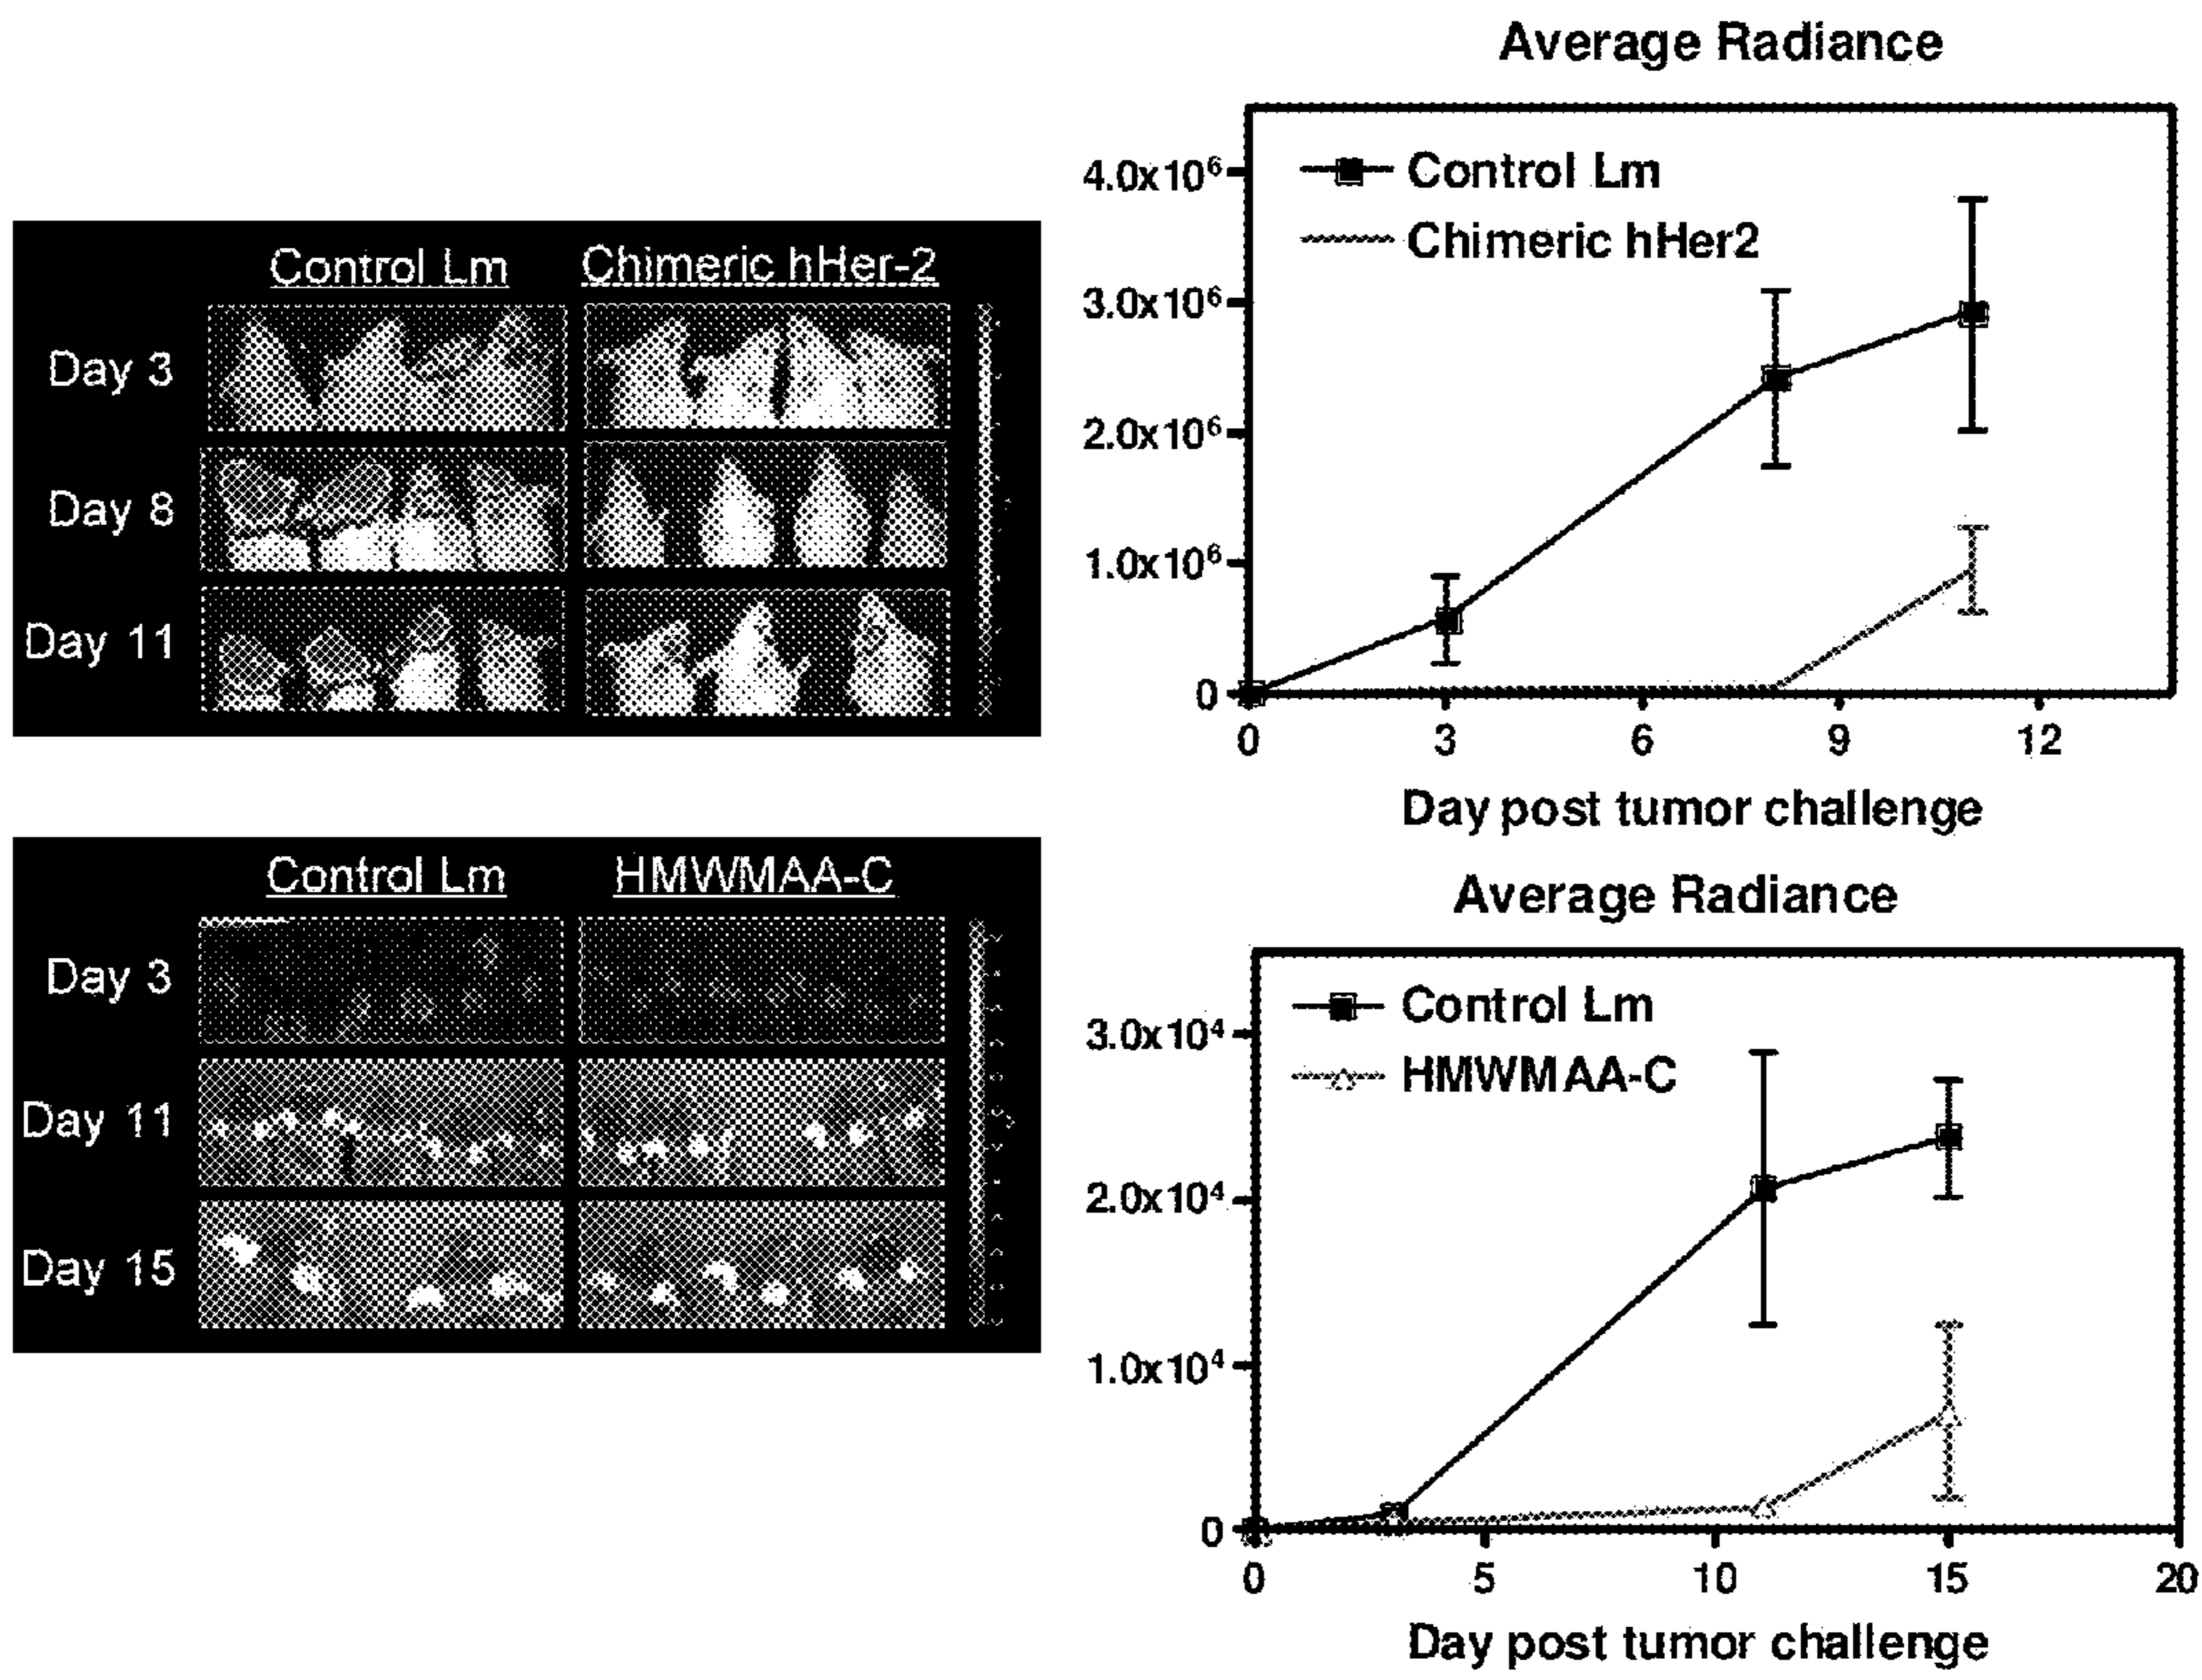 Control Lm Chimeric hHer-2
Day 3
Day 8
Day 11
Average Radiance
4.0x10⁶
3.0x10⁶
2.0x10⁶
1.0x10⁶
0
Control Lm
Chimeric hHer2
0 3 6 9 12
Day post tumor challenge
Control Lm HMWMAA-C
Day 3
Day 11
Day 15
Average Radiance
3.0x10⁴
2.0x10⁴
1.0x10⁴
0
Control Lm
HMWMAA-C
0 5 10 15 20
Day post tumor challenge